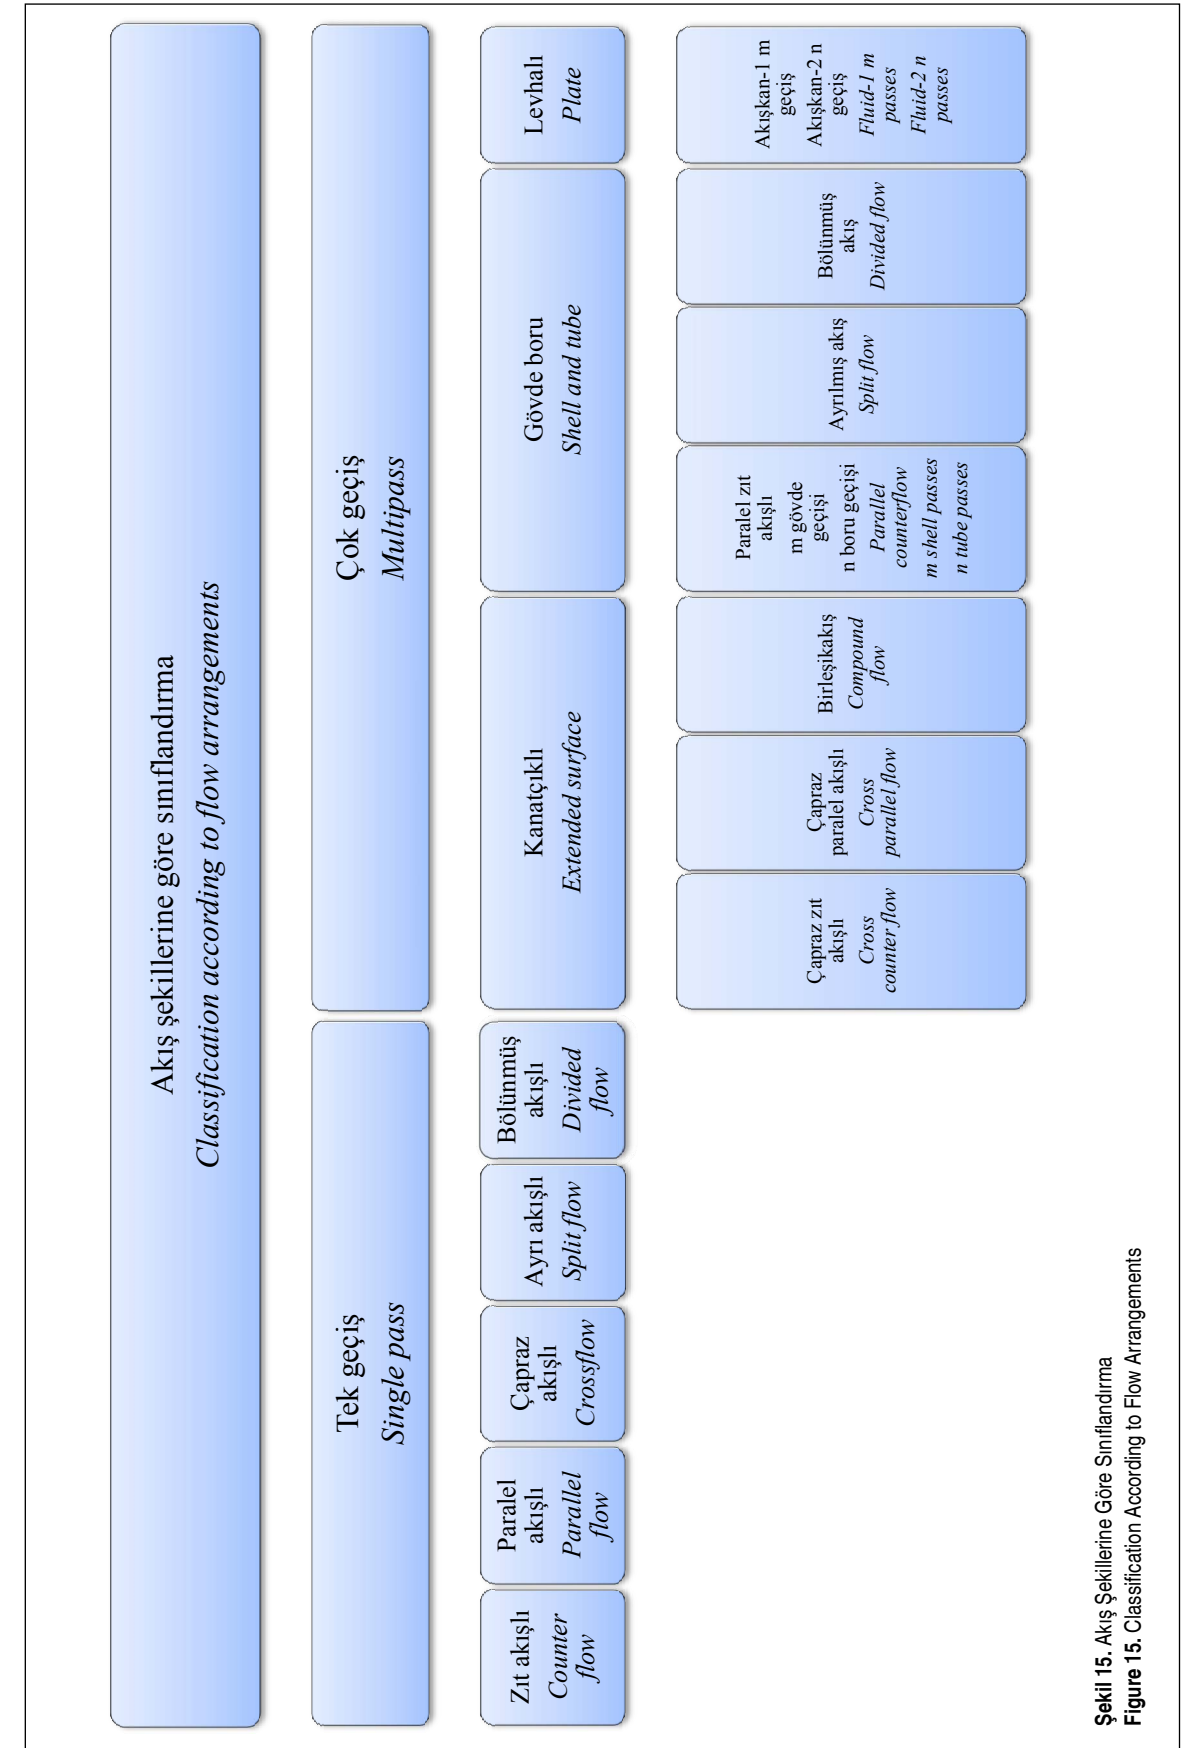 Akış şekillerine göre sınıflandırma
Classification according to flow arrangements
Tek geçiş
Single pass
Çok geçiş
Multipass
Zıt akışlı
Counter
flow
Paralel
akışlı
Parallel
flow
Çapraz
akışlı
Crossflow
Ayrı akışlı
Split flow
Bölünmüş
akışlı
Divided
flow
Kanatçıklı
Extended surface
Gövde boru
Shell and tube
Levhalı
Plate
Çapraz zıt
akışlı
Cross
counter flow
Çapraz
paralel akışlı
Cross
parallel flow
Birleşikakış
Compound
flow
Paralel zıt
akışlı
m gövde
geçişi
n boru geçişi
Parallel
counterflow
m shell passes
n tube passes
Ayrılmış akış
Split flow
Bölünmüş
akış
Divided flow
Akışkan-1 m
geçiş
Akışkan-2 n
geçiş
Fluid-1 m
passes
Fluid-2 n
passes
Şekil 15. Akış Şekillerine Göre Sınıflandırma
Figure 15. Classification According to Flow Arrangements